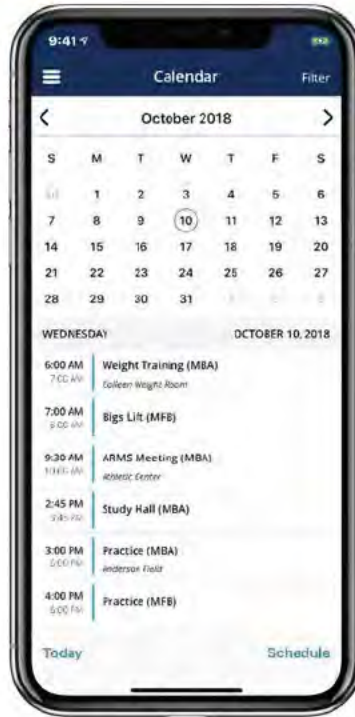 9:41
Calendar
Filter
October 2018
S M T W T F S
30 1 2 3 4 5 6
7 8 9 10 11 12 13
14 15 16 17 18 19 20
21 22 23 24 25 26 27
28 29 30 31
WEDNESDAY OCTOBER 10, 2018
6:00 AM Weight Training (MBA)
7:00 AM Colleen Weight Room
7:00 AM Bigs Lift (MFB)
8:00 AM
9:30 AM ARMS Meeting (MBA)
10:00 AM Athletic Center
2:45 PM Study Hall (MBA)
3:45 PM
3:00 PM Practice (MBA)
Anderson Field
4:00 PM Practice (MFB)
6:00 PM
Today Schedule